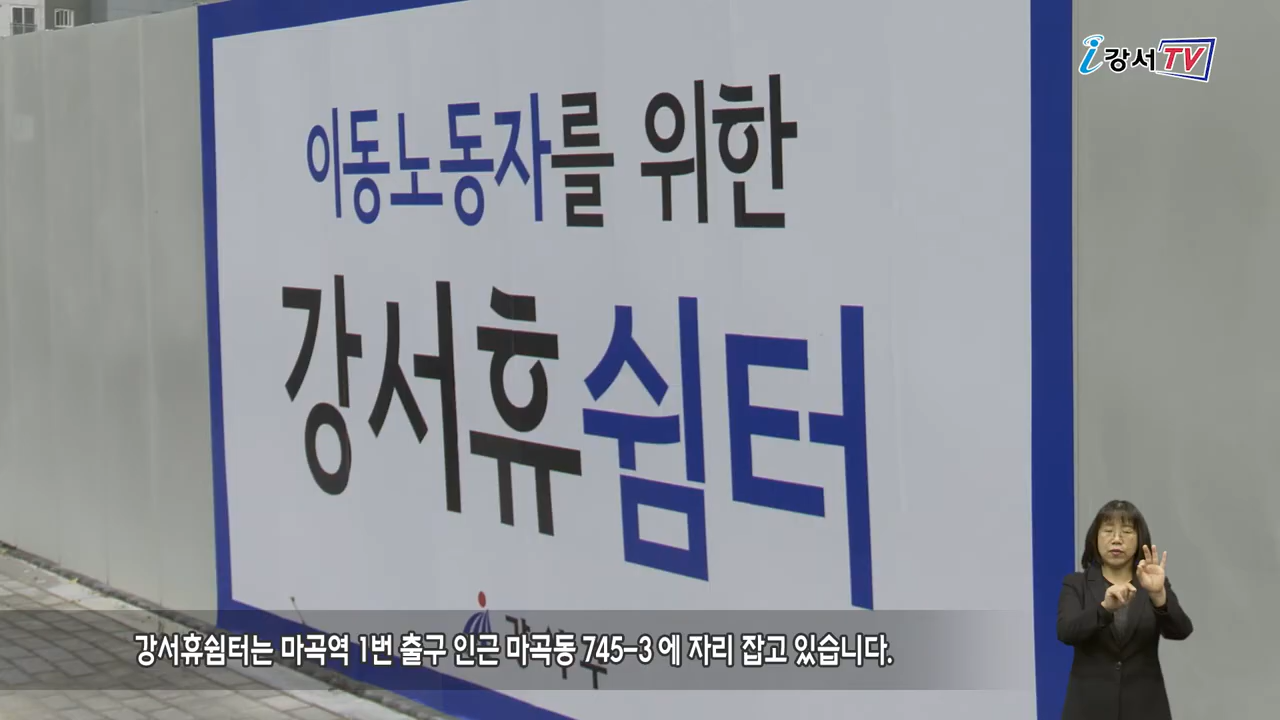 i강서TV
이동노동자를 위한
강서휴쉼터
강서휴쉼터는 마곡역 1번 출구 인근 마곡동 745-3 에 자리 잡고 있습니다.